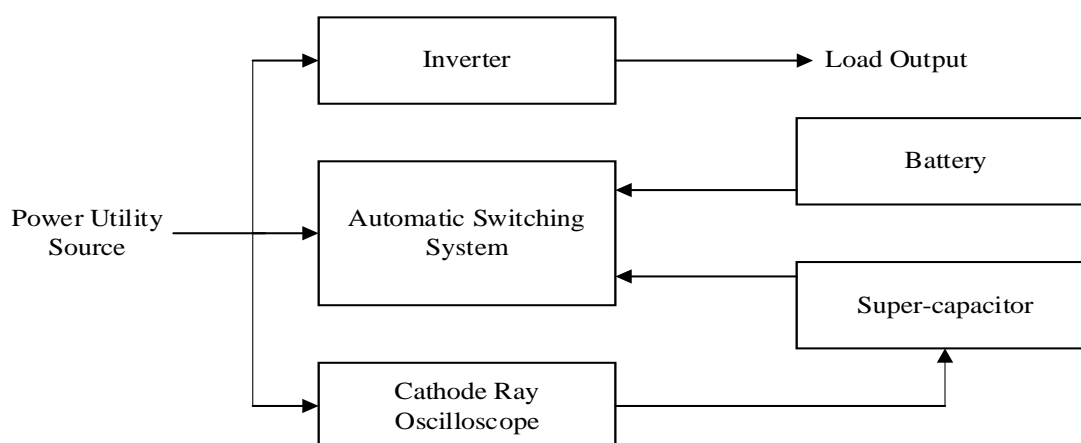 Inverter
Load Output
Battery
Power Utility
Source
Automatic Switching
System
Super-capacitor
Cathode Ray
Oscilloscope